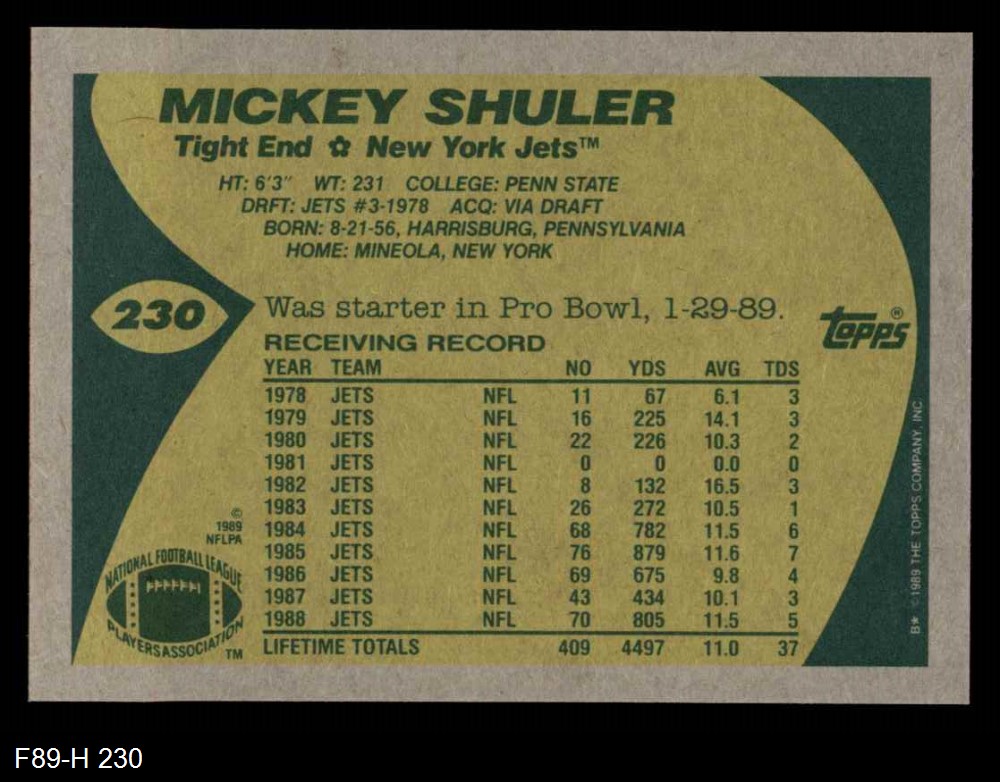 MICKEY SHULER
Tight End ✿ New York Jets™
HT: 6'3" WT: 231 COLLEGE: PENN STATE
DRFT: JETS #3-1978 ACQ: VIA DRAFT
BORN: 8-21-56, HARRISBURG, PENNSYLVANIA
HOME: MINEOLA, NEW YORK
230
Was starter in Pro Bowl, 1-29-89.
topps®
RECEIVING RECORD
YEAR TEAM NO YDS AVG TDS
1978 JETS NFL 11 67 6.1 3
1979 JETS NFL 16 225 14.1 3
1980 JETS NFL 22 226 10.3 2
1981 JETS NFL 0 0 0.0 0
1982 JETS NFL 8 132 16.5 3
1983 JETS NFL 26 272 10.5 1
1984 JETS NFL 68 782 11.5 6
1985 JETS NFL 76 879 11.6 7
1986 JETS NFL 69 675 9.8 4
1987 JETS NFL 43 434 10.1 3
1988 JETS NFL 70 805 11.5 5
LIFETIME TOTALS 409 4497 11.0 37
©
1989
NFLPA
NATIONAL FOOTBALL LEAGUE
PLAYERS ASSOCIATION
TM
B* © 1989 THE TOPPS COMPANY, INC.
F89-H 230